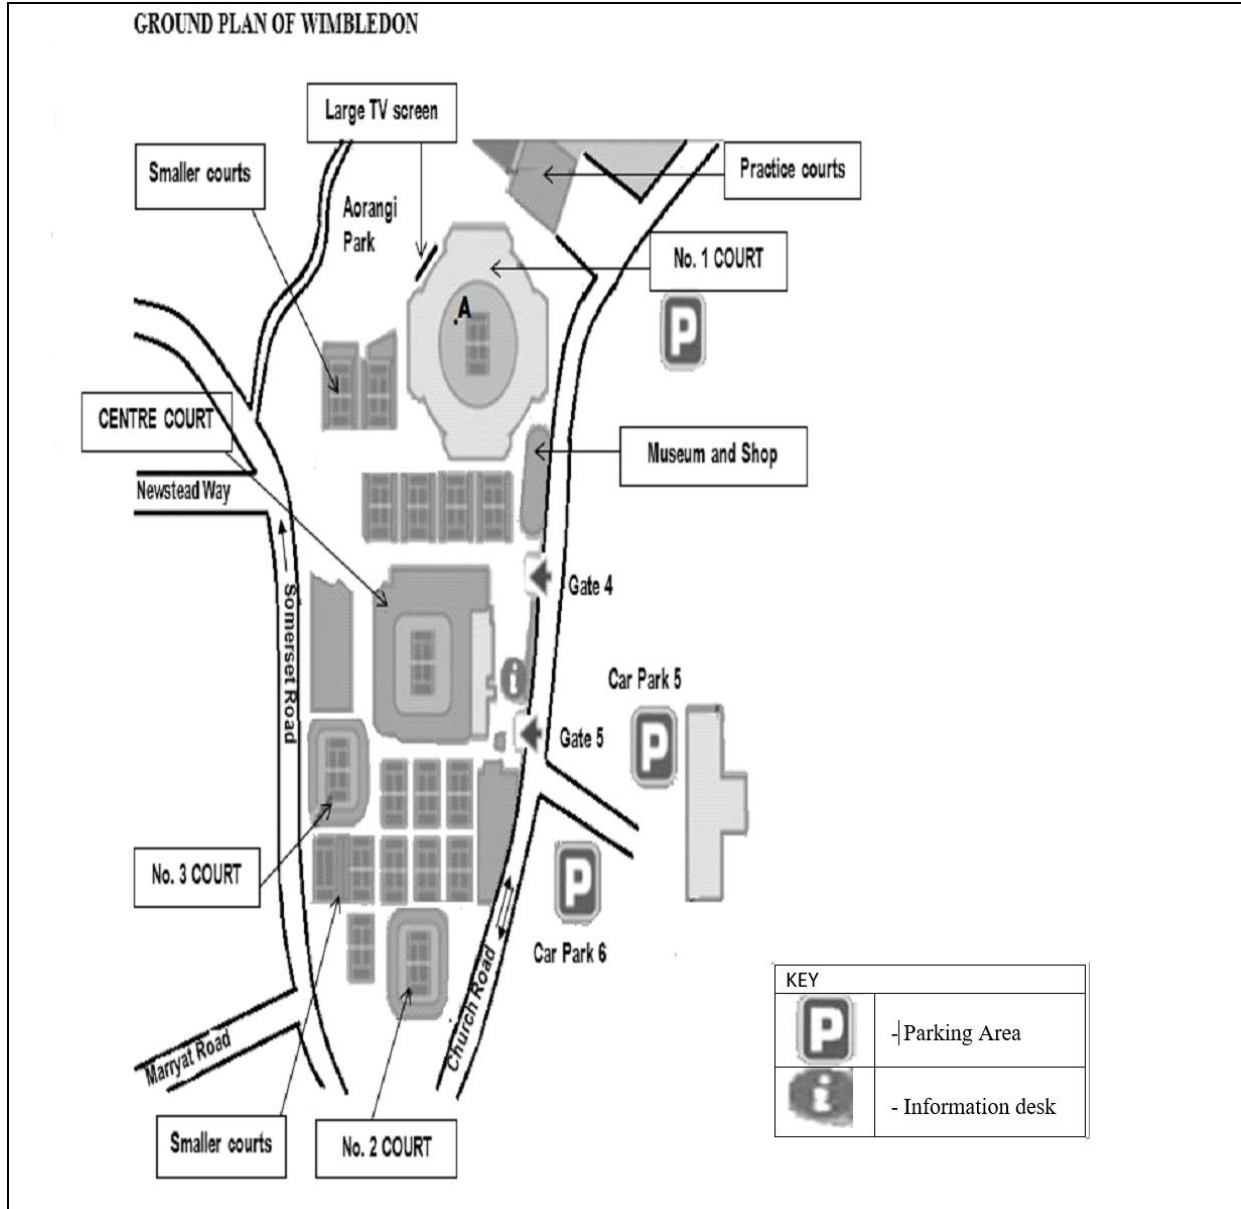 GROUND PLAN OF WIMBLEDON
Large TV screen
Smaller courts
Practice courts
Aorangi
Park
No. 1 COURT
A
P
CENTRE COURT
Museum and Shop
Newstead Way
Gate 4
Somerset Road
i
Car Park 5
P
Gate 5
No. 3 COURT
P
Car Park 6
Church Road
Marryat Road
Smaller courts
No. 2 COURT
KEY
P
- Parking Area
i
- Information desk